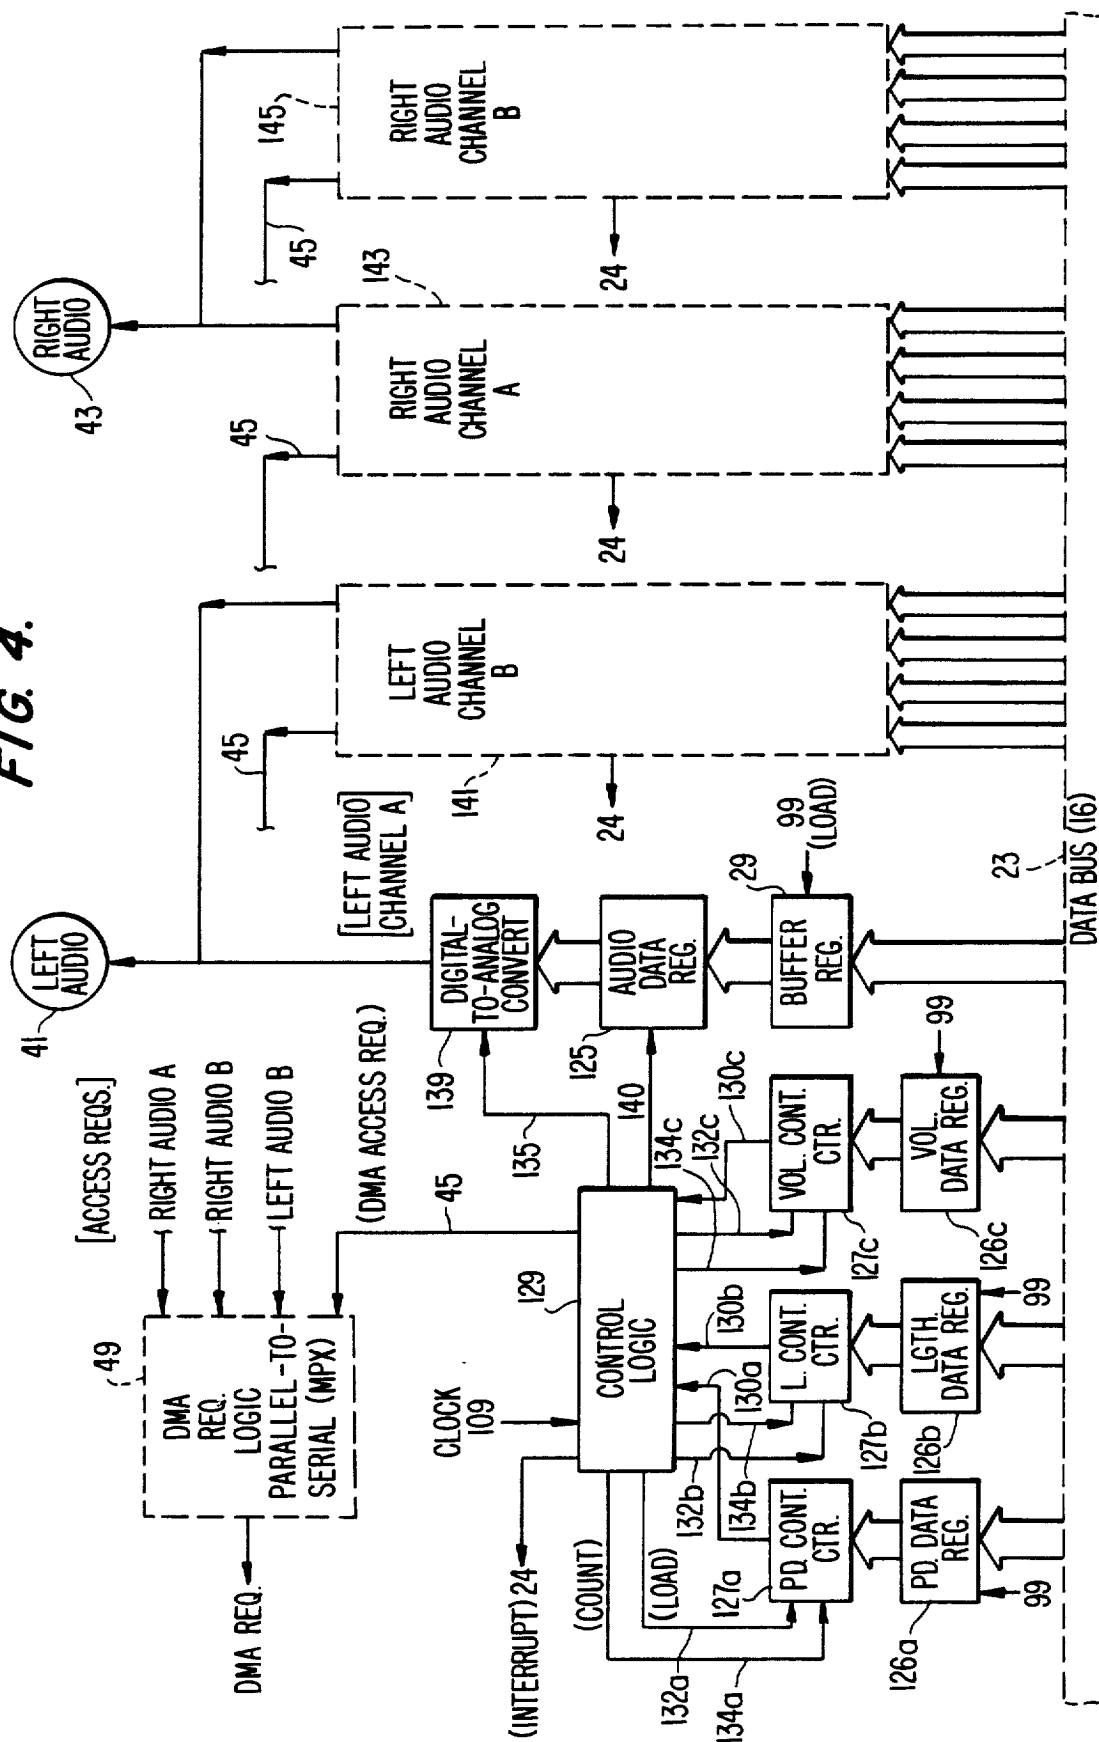 FIG. 4.
LEFT
AUDIO
41
RIGHT
AUDIO
43
[ACCESS REQS.]
RIGHT AUDIO A
RIGHT AUDIO B
LEFT AUDIO B
(DMA ACCESS REQ.)
45
49
DMA
REQ.
LOGIC
PARALLEL-TO-
SERIAL (MPX)
DMA REQ.
CLOCK
109
(INTERRUPT) 24
(COUNT)
(LOAD)
129
CONTROL
LOGIC
135
139
DIGITAL-
TO-ANALOG
CONVERT
[LEFT AUDIO
CHANNEL A]
140
125
AUDIO
DATA
REG.
29
BUFFER
REG.
99
(LOAD)
132a
134a
127a
PD. CONT.
CTR.
130a
126a
PD. DATA
REG.
99
132b
134b
130b
L. CONT.
CTR.
127b
LGTH.
DATA REG.
126b
99
134c
132c
130c
VOL. CONT.
CTR.
127c
VOL.
DATA REG.
126c
99
45
LEFT
AUDIO
CHANNEL
B
141
24
45
RIGHT
AUDIO
CHANNEL
A
143
24
45
RIGHT
AUDIO
CHANNEL
B
145
24
23
DATA BUS (16)